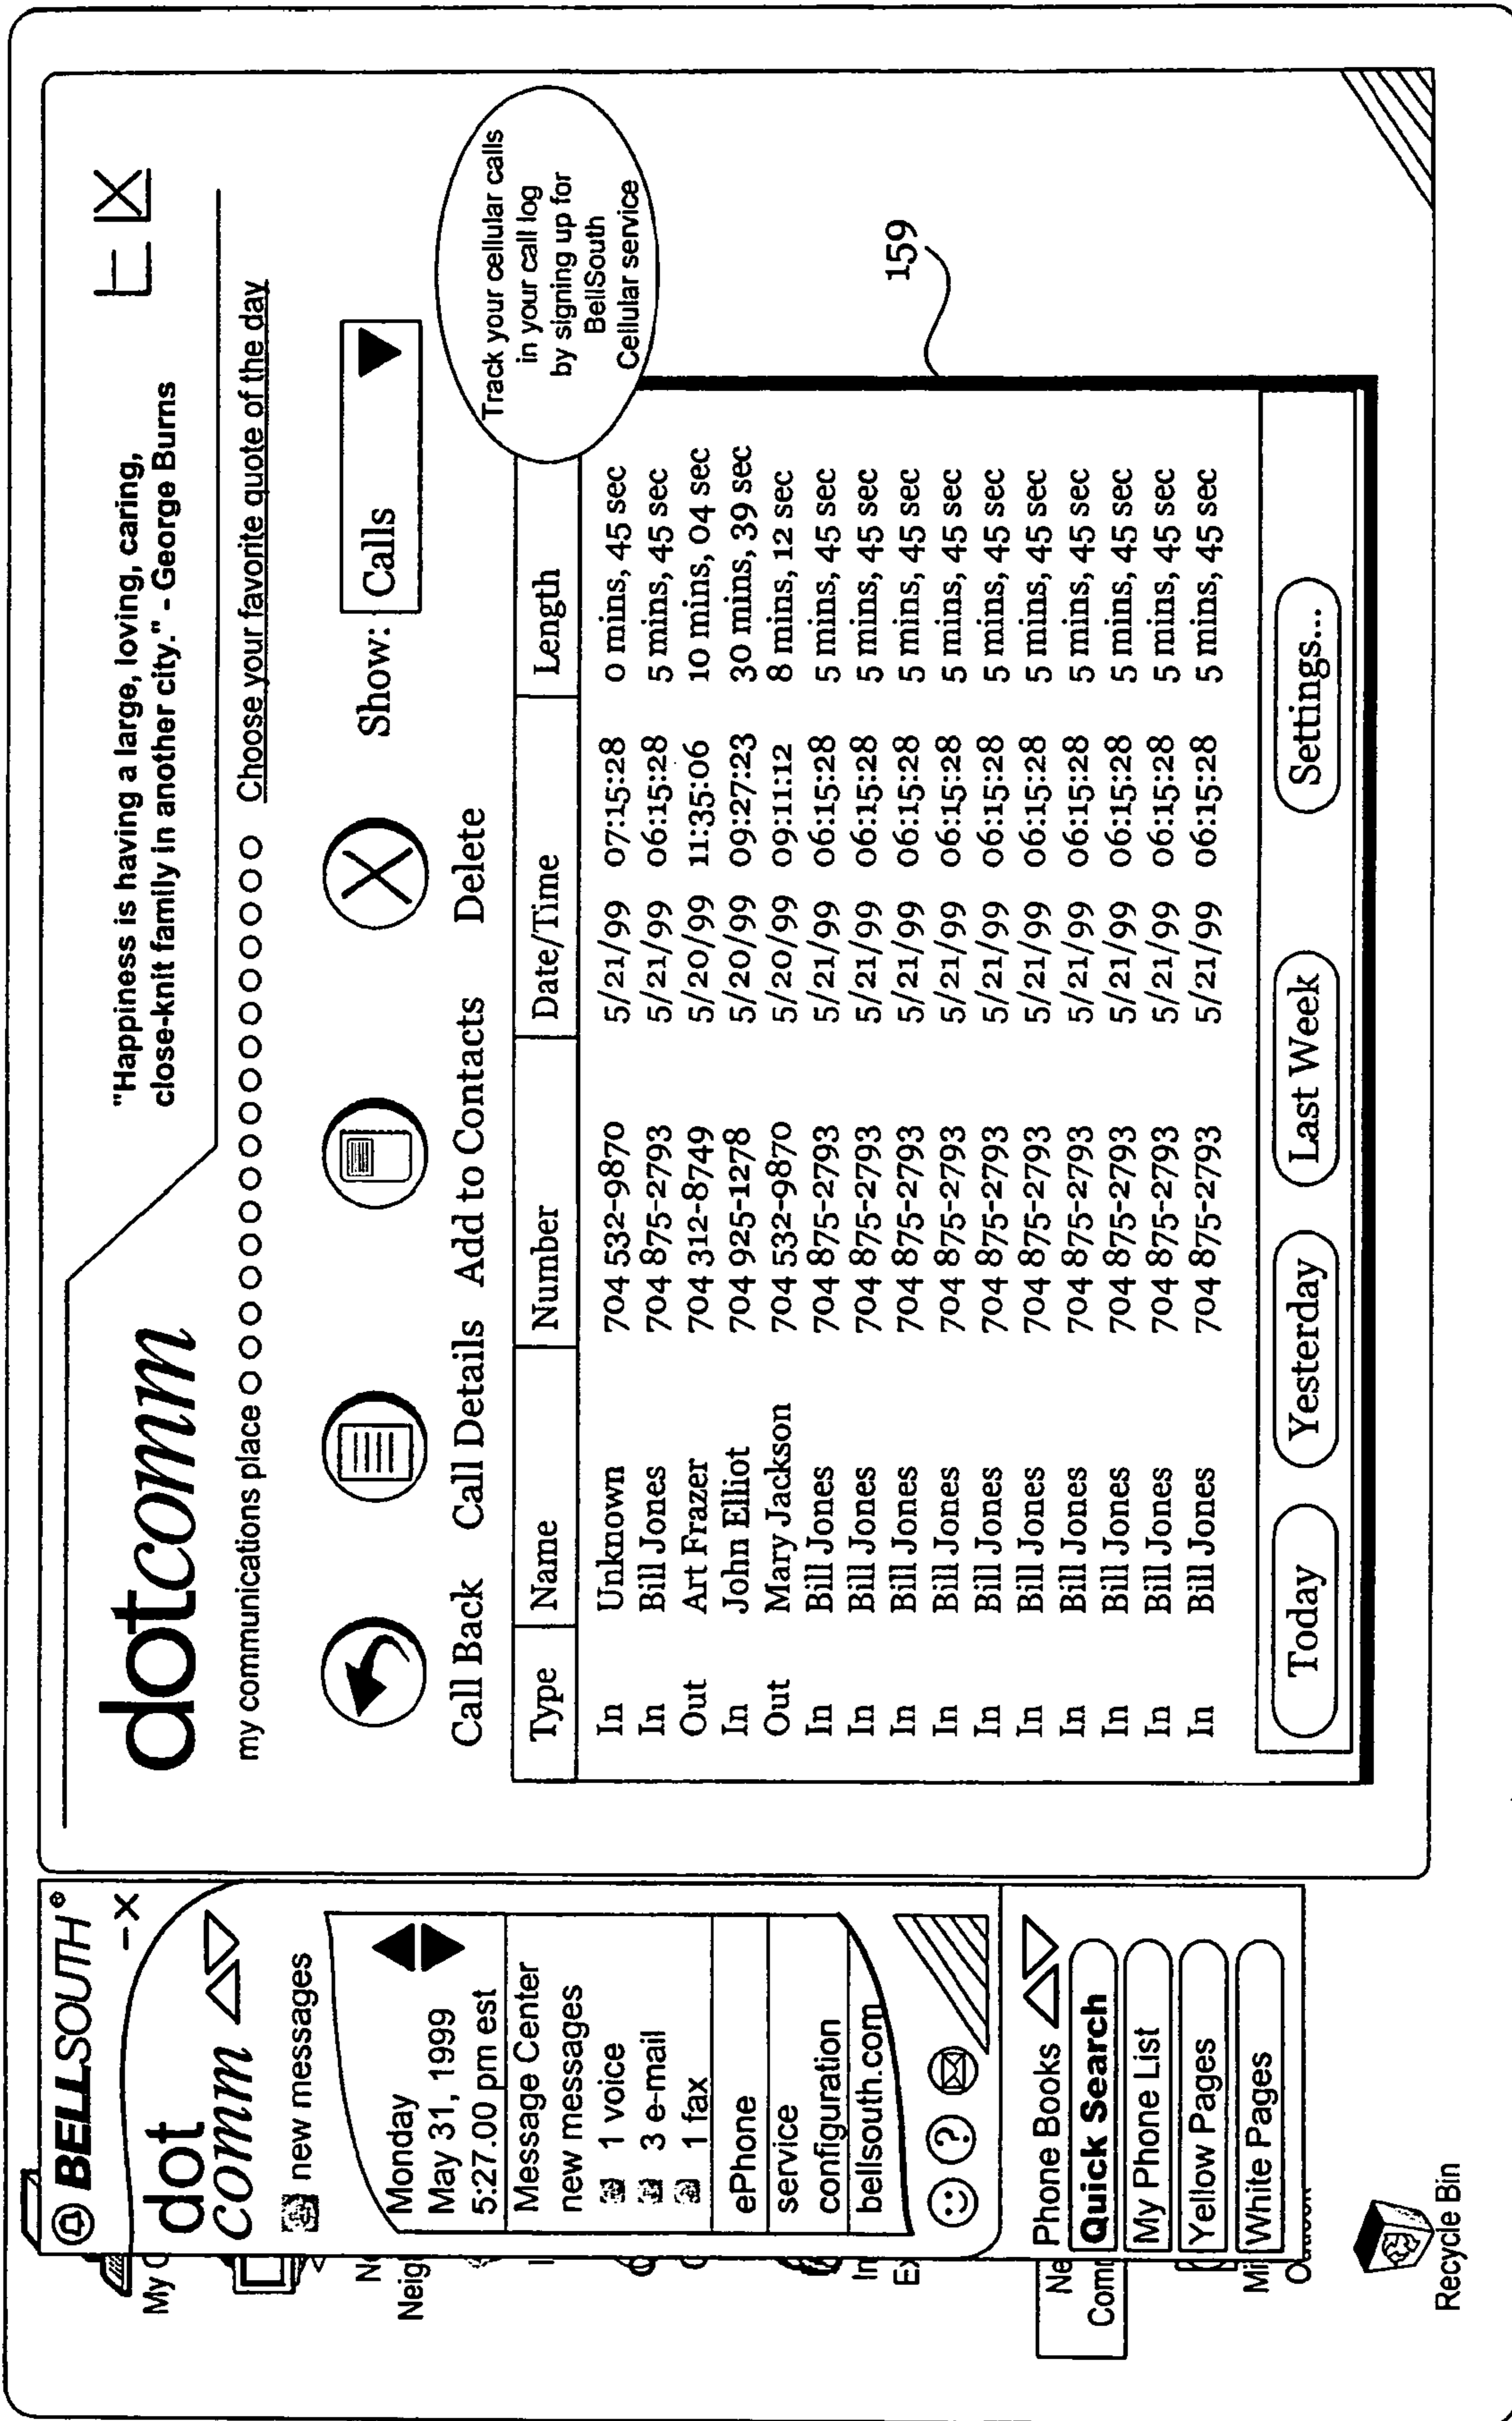 BELLSOUTH®
dot
comm
new messages
Monday
May 31, 1999
5:27.00 pm est
Message Center
new messages
1 voice
3 e-mail
1 fax
ePhone
service
configuration
bellsouth.com
Phone Books
Quick Search
My Phone List
Yellow Pages
White Pages
My C
Neig
In
Ex
Ne
Com
Mi
Recycle Bin
dotcomm
"Happiness is having a large, loving, caring,
close-knit family in another city." - George Burns
my communications place Choose your favorite quote of the day
Call Back Call Details Add to Contacts Delete Show: Calls
Track your cellular calls
in your call log
by signing up for
BellSouth
Cellular service
159
Type Name Number Date/Time Length
In Unknown 704 532-9870 5/21/99 07:15:28 0 mins, 45 sec
In Bill Jones 704 875-2793 5/21/99 06:15:28 5 mins, 45 sec
Out Art Frazer 704 312-8749 5/20/99 11:35:06 10 mins, 04 sec
In John Elliot 704 925-1278 5/20/99 09:27:23 30 mins, 39 sec
Out Mary Jackson 704 532-9870 5/20/99 09:11:12 8 mins, 12 sec
In Bill Jones 704 875-2793 5/21/99 06:15:28 5 mins, 45 sec
In Bill Jones 704 875-2793 5/21/99 06:15:28 5 mins, 45 sec
In Bill Jones 704 875-2793 5/21/99 06:15:28 5 mins, 45 sec
In Bill Jones 704 875-2793 5/21/99 06:15:28 5 mins, 45 sec
In Bill Jones 704 875-2793 5/21/99 06:15:28 5 mins, 45 sec
In Bill Jones 704 875-2793 5/21/99 06:15:28 5 mins, 45 sec
In Bill Jones 704 875-2793 5/21/99 06:15:28 5 mins, 45 sec
In Bill Jones 704 875-2793 5/21/99 06:15:28 5 mins, 45 sec
In Bill Jones 704 875-2793 5/21/99 06:15:28 5 mins, 45 sec
In Bill Jones 704 875-2793 5/21/99 06:15:28 5 mins, 45 sec
Today Yesterday Last Week Settings...